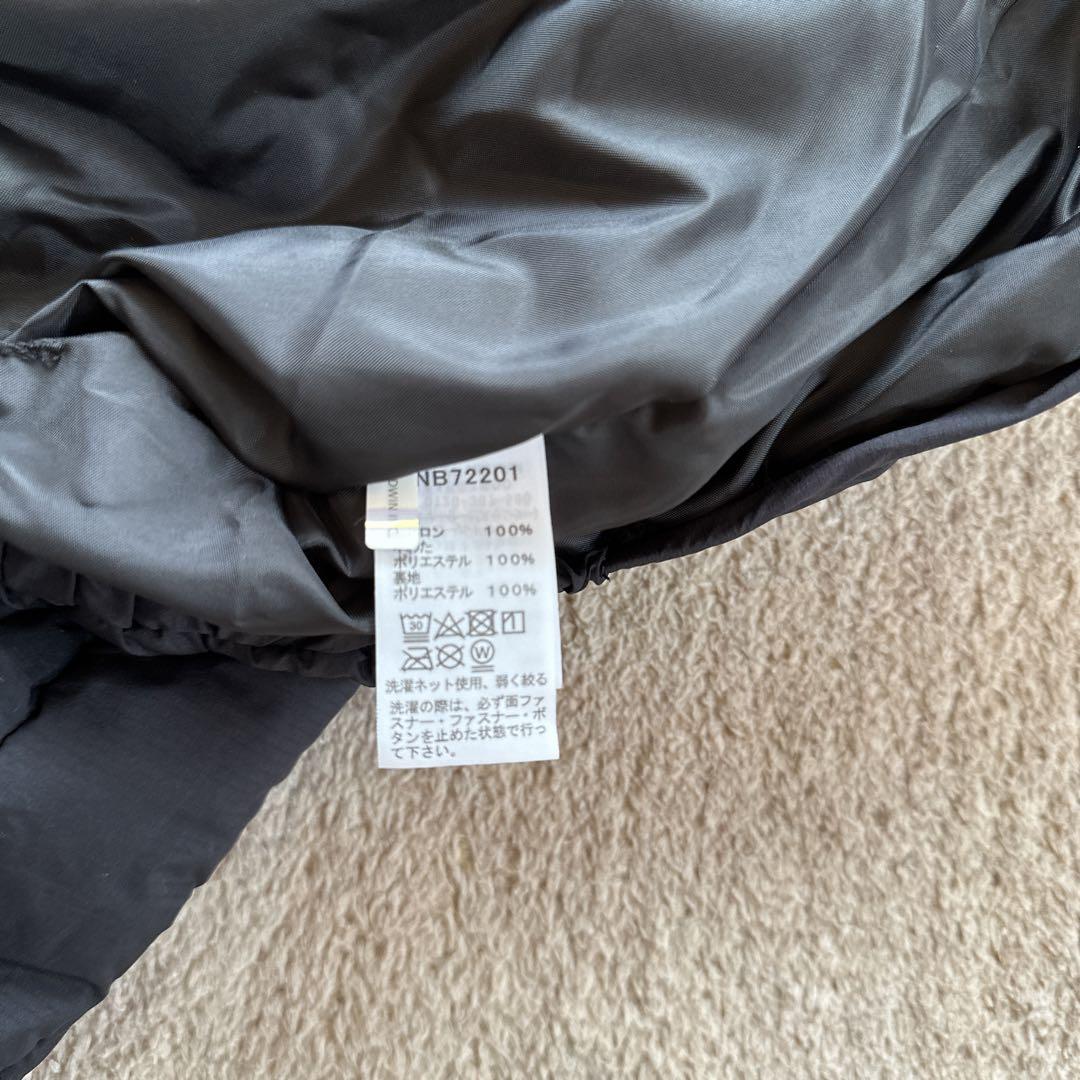 NB72201
ロン 100%
わた
ポリエステル 100%
裏地
ポリエステル 100%
30
W
洗濯ネット使用、弱く絞る
洗濯の際は、必ず面ファ
スナー・ファスナー・ボ
タンを止めた状態で行っ
て下さい。